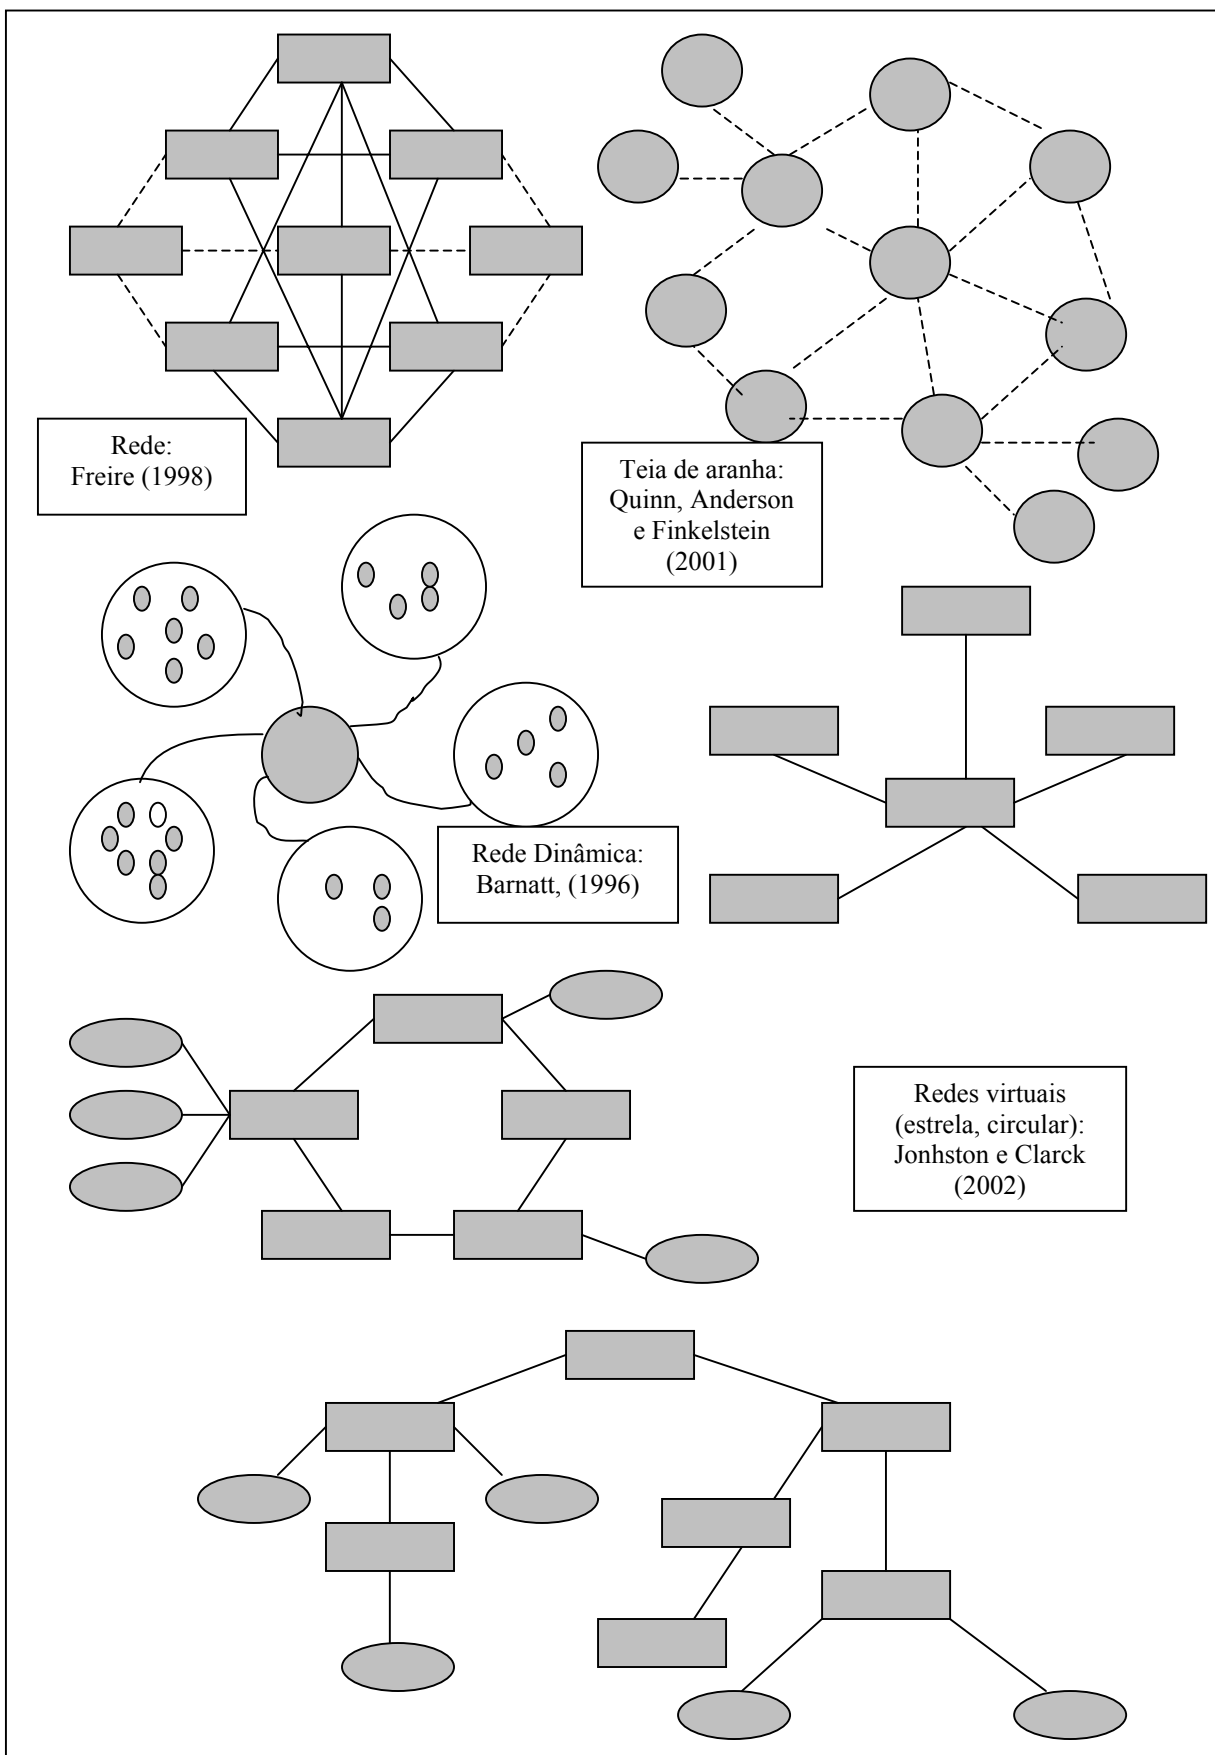 Rede:
Freire (1998)
Teia de aranha:
Quinn, Anderson
e Finkelstein
(2001)
Rede Dinâmica:
Barnatt, (1996)
Redes virtuais
(estrela, circular):
Jonhston e Clarck
(2002)